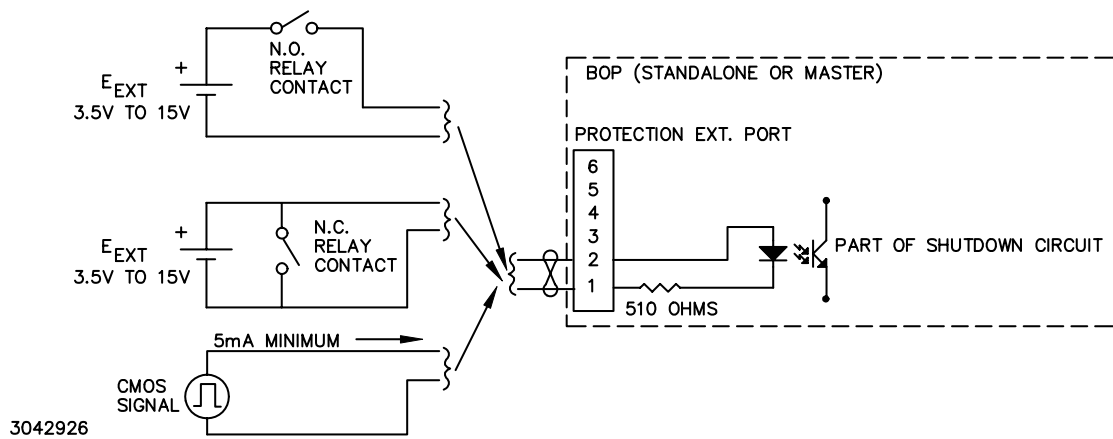 N.O.
RELAY
CONTACT
+
E EXT
3.5V TO 15V
BOP (STANDALONE OR MASTER)
PROTECTION EXT. PORT
6
5
4
3
2
1
510 OHMS
PART OF SHUTDOWN CIRCUIT
N.C.
RELAY
CONTACT
+
E EXT
3.5V TO 15V
5mA MINIMUM
CMOS
SIGNAL
3042926